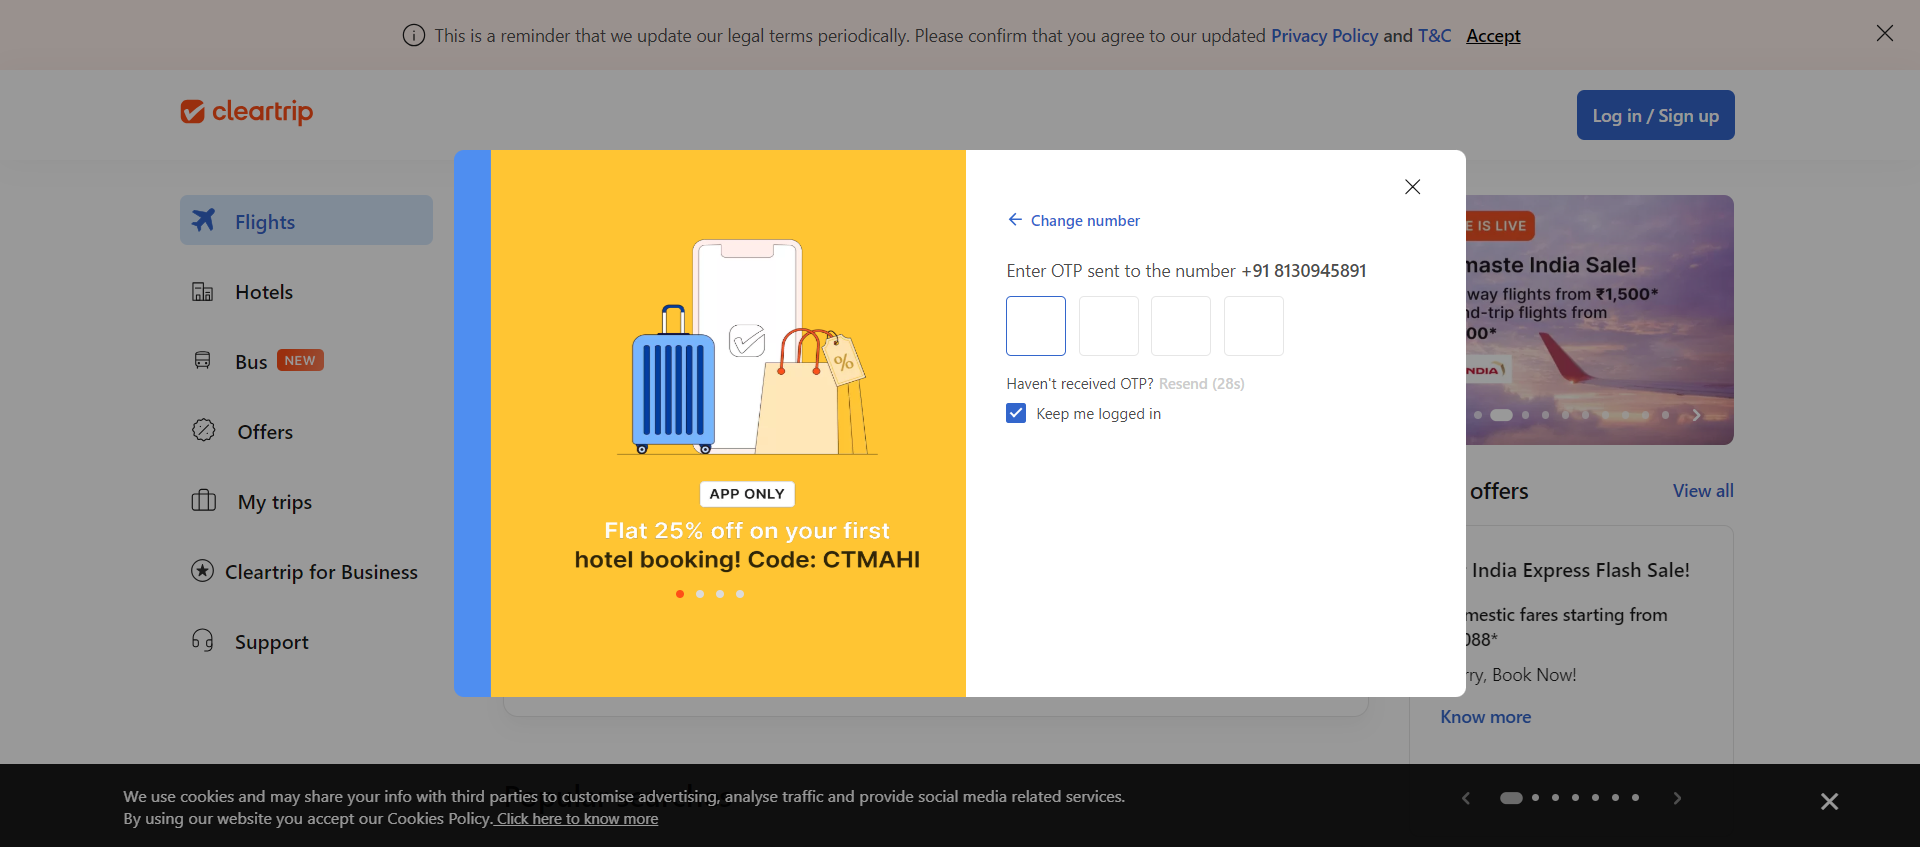 This is a reminder that we update our legal terms periodically. Please confirm that you agree to our updated Privacy Policy and T&C Accept
cleartrip
Log in / Sign up
Flights
Hotels
Bus NEW
Offers
My trips
Cleartrip for Business
Support
%
APP ONLY
Flat 25% off on your first
hotel booking! Code: CTMAHI
Change number
Enter OTP sent to the number +91 8130945891
Haven't received OTP? Resend (28s)
Keep me logged in
E IS LIVE
maste India Sale!
way flights from ₹1,500*
d-trip flights from
00*
NDIA
offers
View all
India Express Flash Sale!
mestic fares starting from
088*
ry, Book Now!
Know more
We use cookies and may share your info with third parties to customise advertising, analyse traffic and provide social media related services.
By using our website you accept our Cookies Policy. Click here to know more